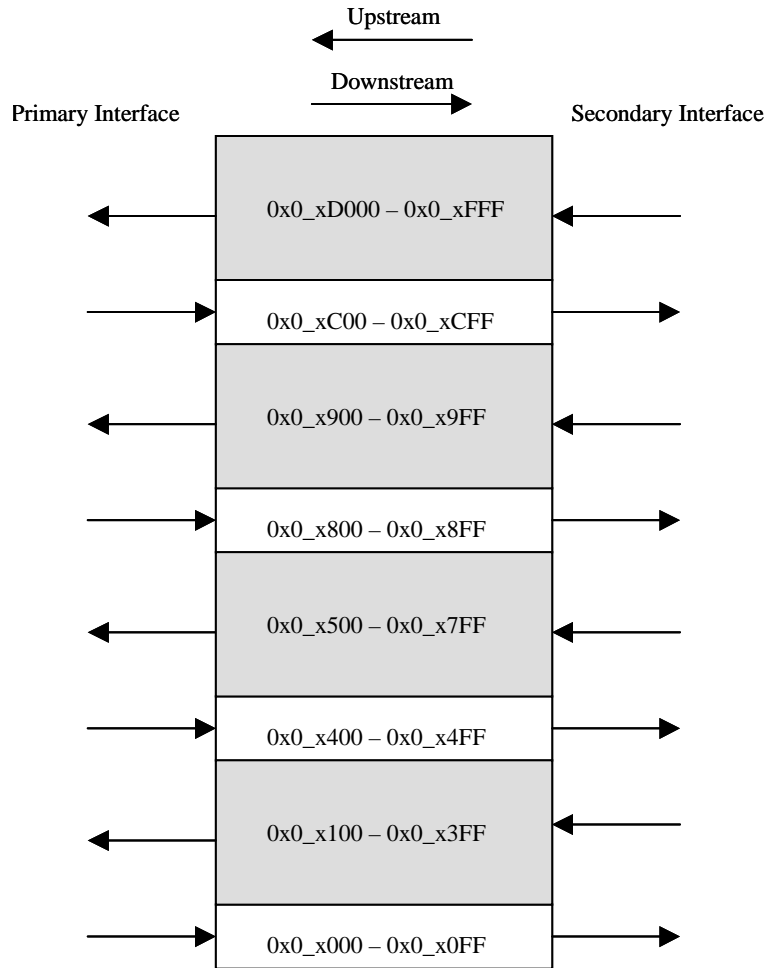 Upstream
Downstream
Primary Interface
Secondary Interface
0x0_xD000 – 0x0_xFFF
0x0_xC00 – 0x0_xCFF
0x0_x900 – 0x0_x9FF
0x0_x800 – 0x0_x8FF
0x0_x500 – 0x0_x7FF
0x0_x400 – 0x0_x4FF
0x0_x100 – 0x0_x3FF
0x0_x000 – 0x0_x0FF